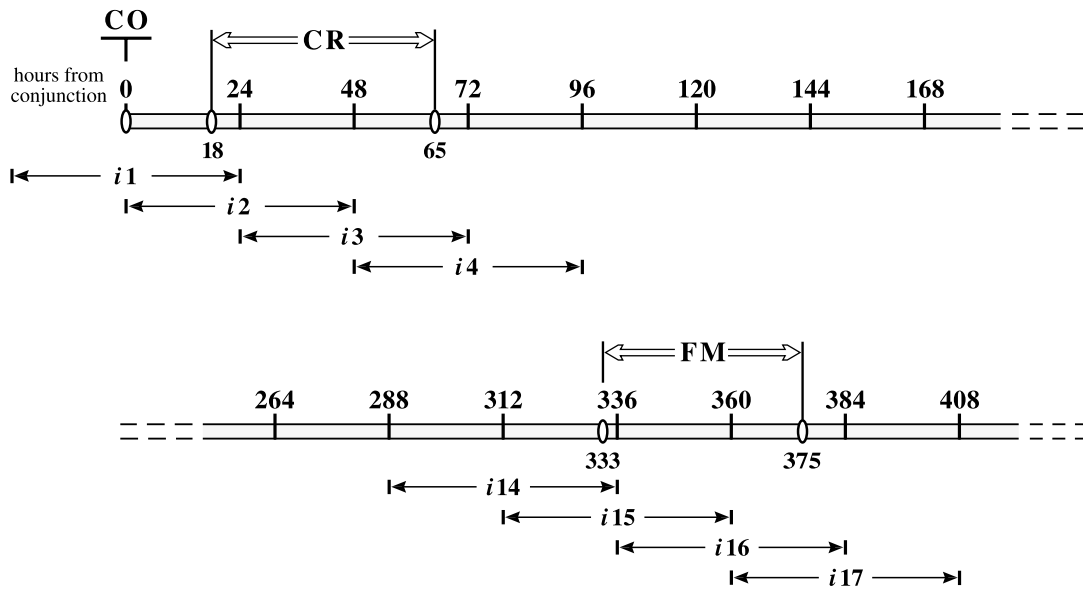 CO
CR
hours from
conjunction
0 24 48 72 96 120 144 168
18 65
i1
i2
i3
i4
FM
264 288 312 336 360 384 408
333 375
i14
i15
i16
i17